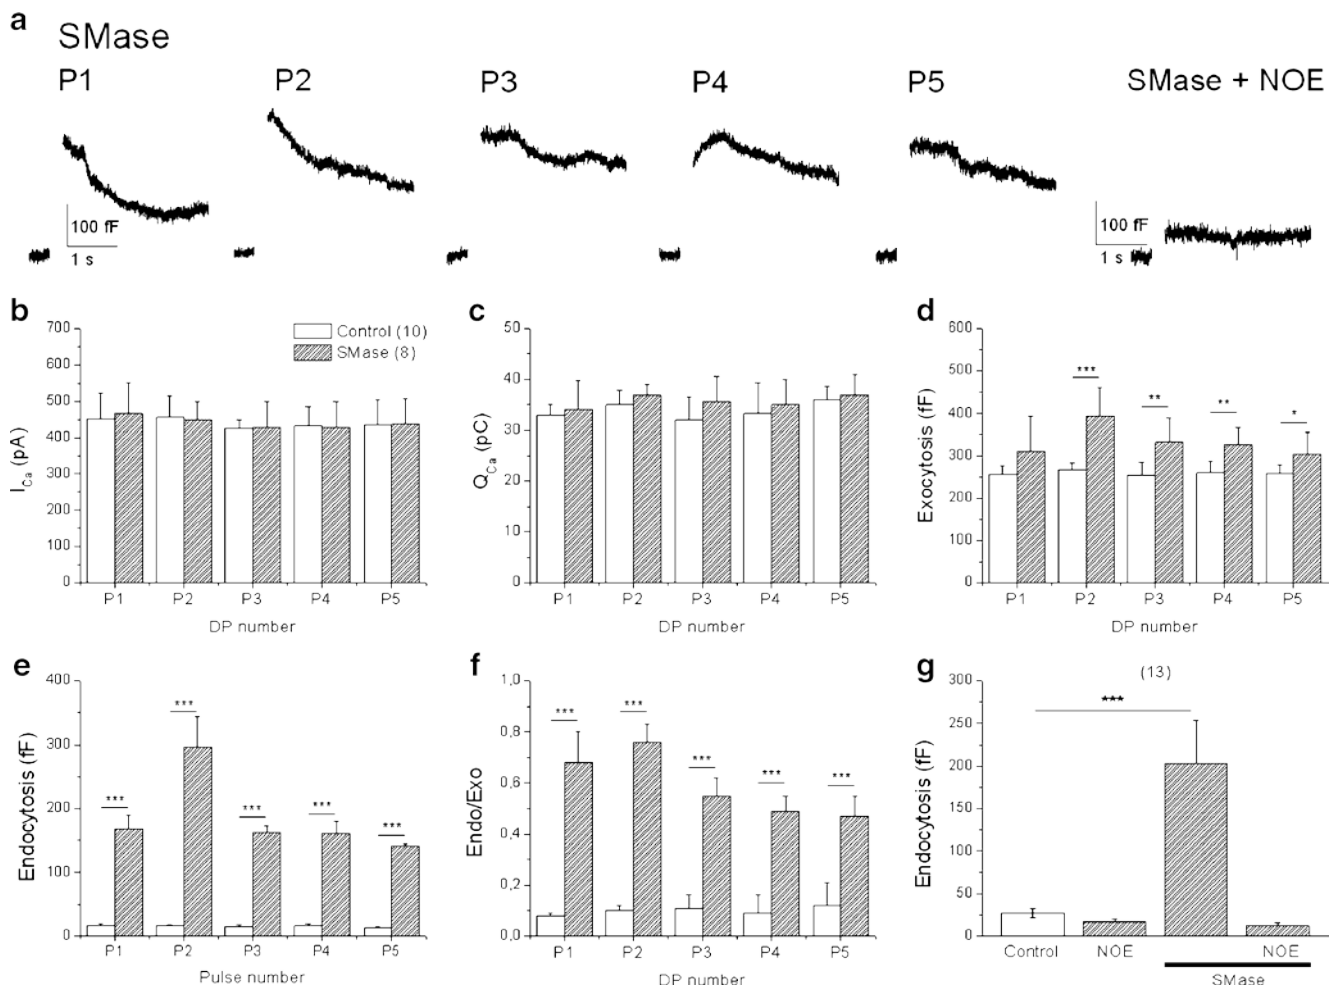 a
SMase
P1 P2 P3 P4 P5 SMase + NOE
100 fF
1 s
100 fF
1 s
b
700
600
500
400
300
200
100
0
I Ca (pA)
Control (10)
SMase (8)
P1 P2 P3 P4 P5
DP number
c
50
40
30
20
10
0
Q Ca (pC)
P1 P2 P3 P4 P5
DP number
d
600
500
400
300
200
100
0
Exocytosis (fF)
*** ** ** *
P1 P2 P3 P4 P5
DP number
e
400
300
200
100
0
Endocytosis (fF)
*** *** *** *** ***
P1 P2 P3 P4 P5
Pulse number
f
1,0
0,8
0,6
0,4
0,2
0,0
Endo/Exo
*** *** *** *** ***
P1 P2 P3 P4 P5
DP number
g
300
250
200
150
100
50
0
Endocytosis (fF)
(13)
***
Control NOE NOE
SMase